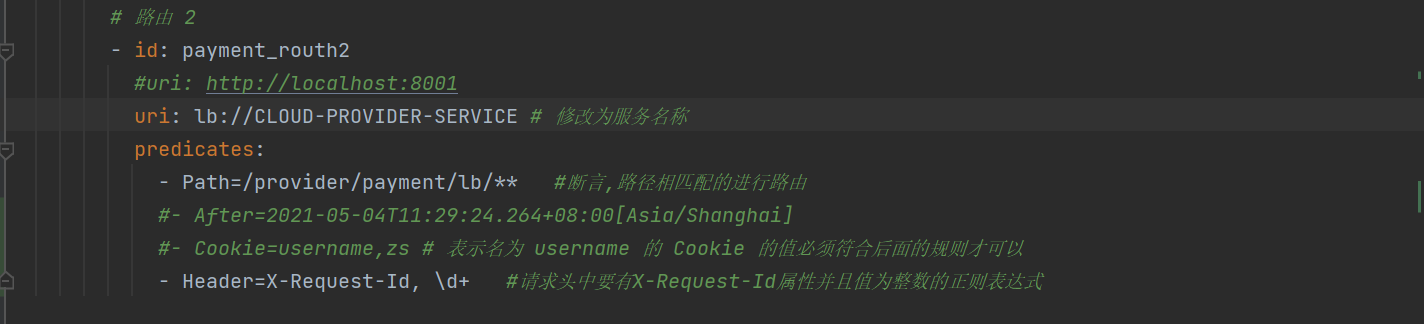 # 路由 2
- id: payment_routh2
#uri: http://localhost:8001
uri: lb://CLOUD-PROVIDER-SERVICE # 修改为服务名称
predicates:
- Path=/provider/payment/lb/** #断言,路径相匹配的进行路由
#- After=2021-05-04T11:29:24.264+08:00[Asia/Shanghai]
#- Cookie=username,zs # 表示名为 username 的 Cookie 的值必须符合后面的规则才可以
- Header=X-Request-Id, \d+ #请求头中要有X-Request-Id属性并且值为整数的正则表达式